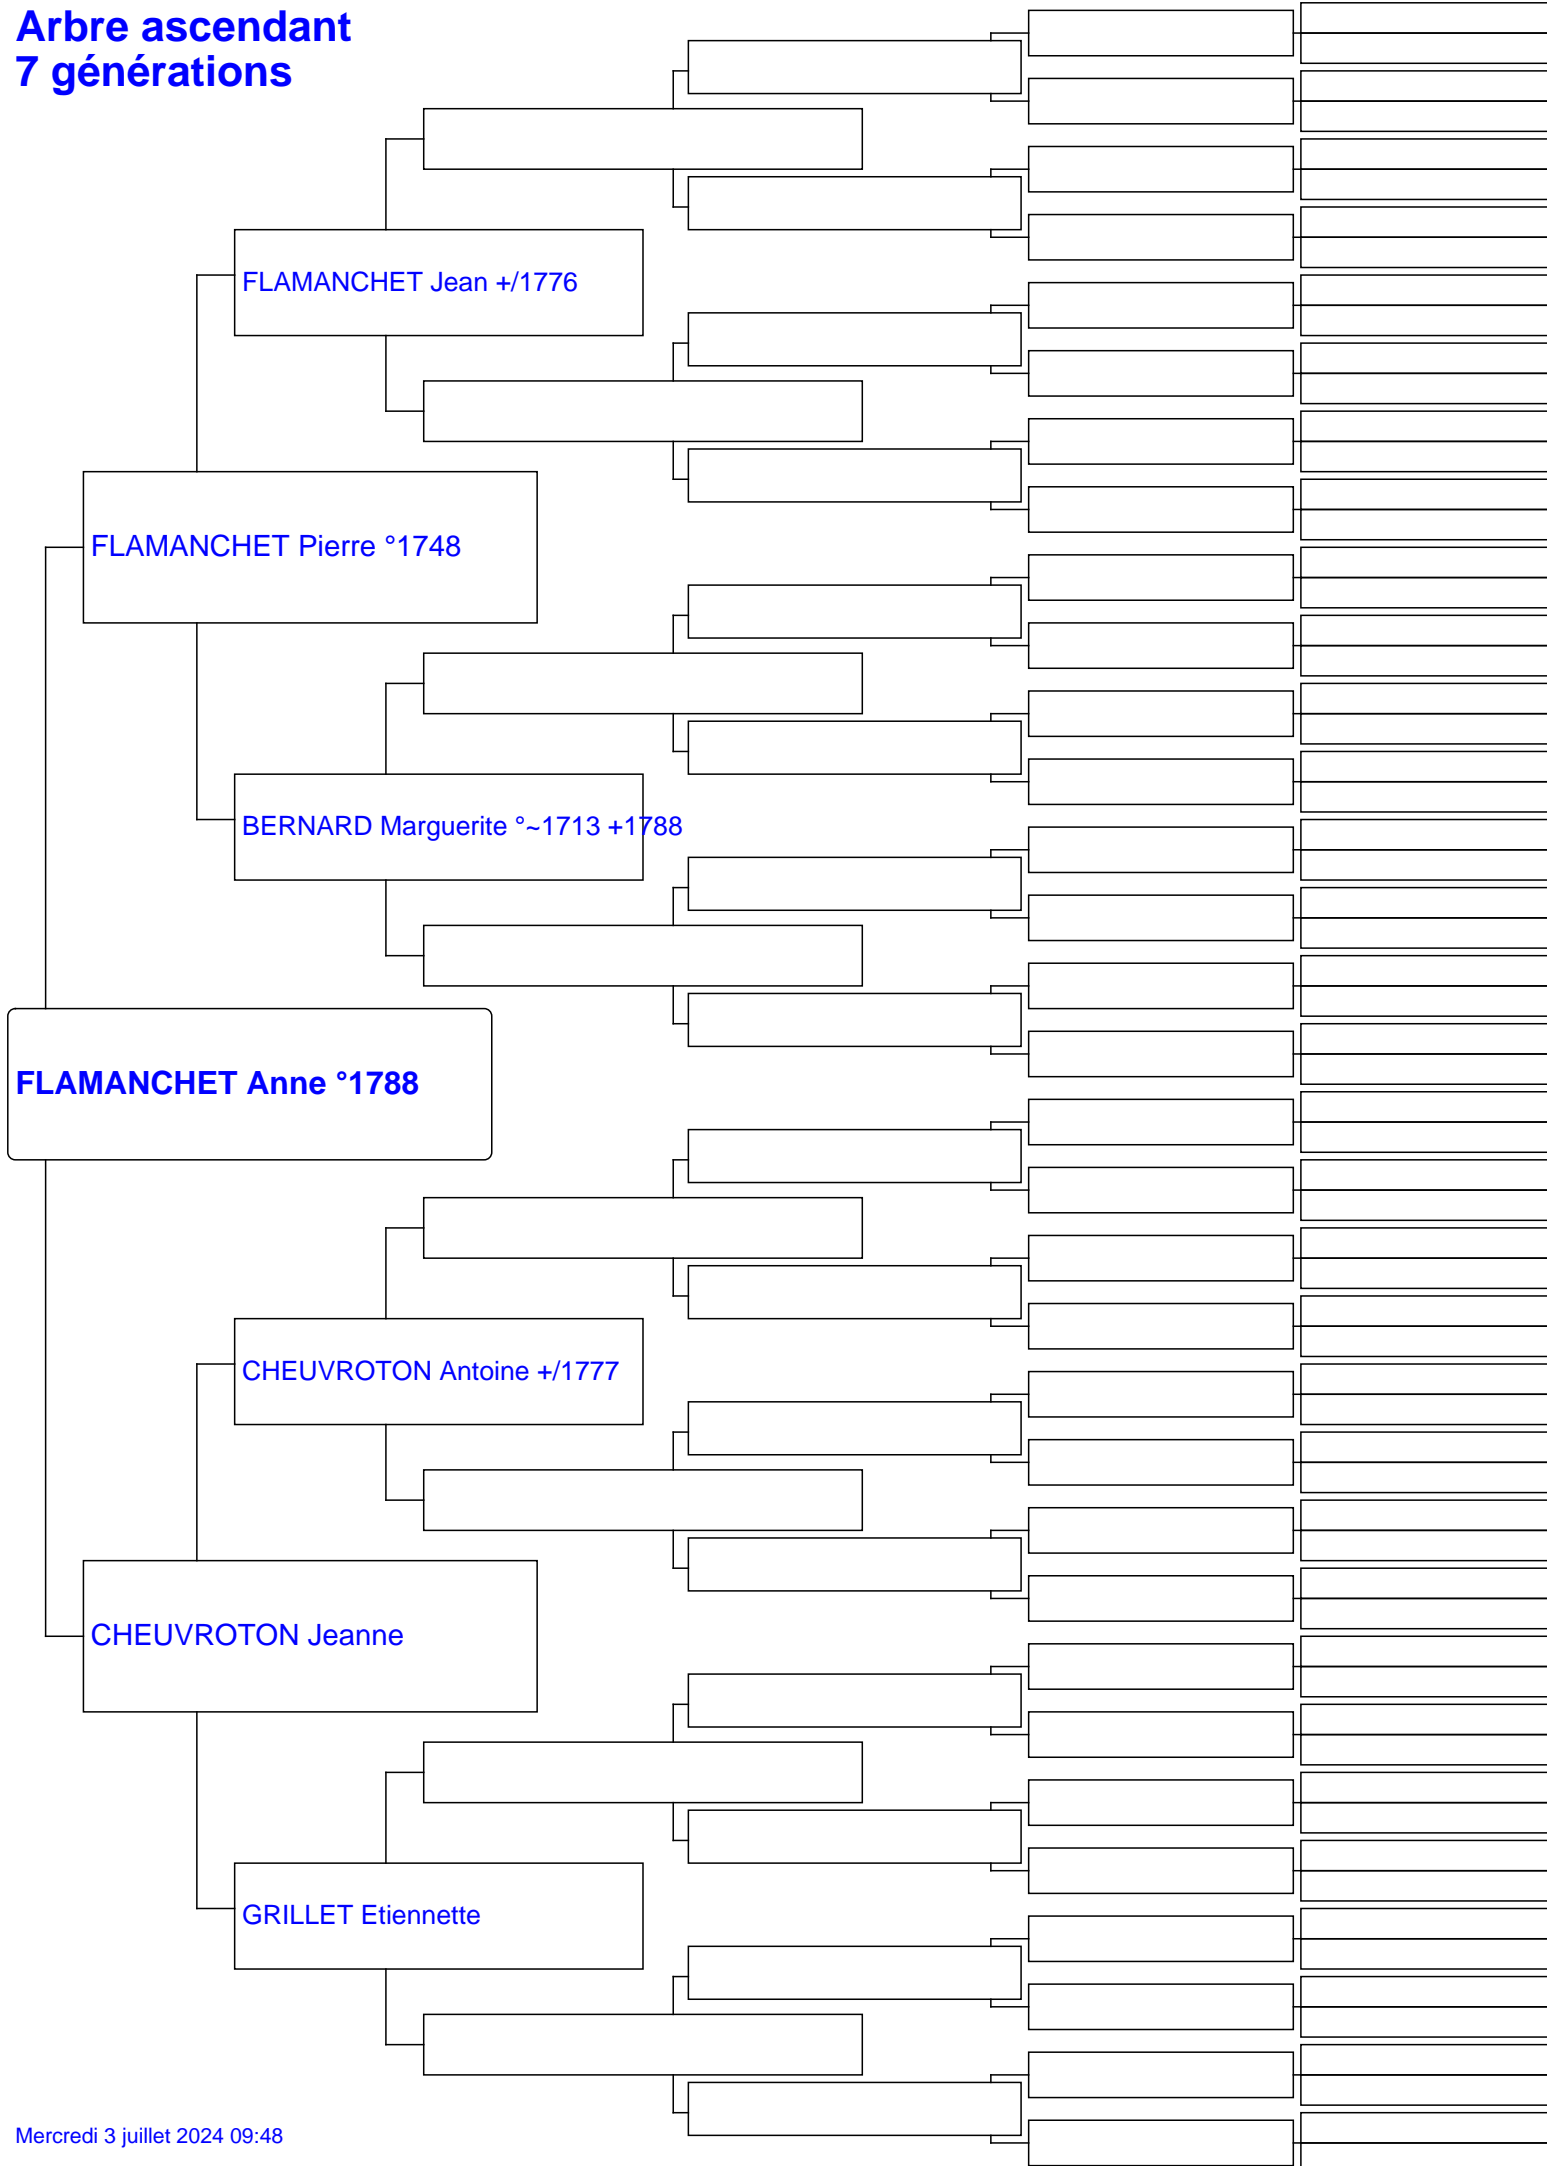 Arbre ascendant
7 générations
FLAMANCHET Jean +/1776
FLAMANCHET Pierre °1748
BERNARD Marguerite °~1713 +1788
FLAMANCHET Anne °1788
CHEUVROTON Antoine +/1777
CHEUVROTON Jeanne
GRILLET Etiennette
Mercredi 3 juillet 2024 09:48